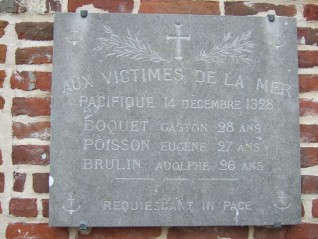 AUX VICTIMES DE LA MER
PACIFIQUE 14 DECEMBRE 1928
BOQUET GASTON 28 ANS
POISSON EUGENE 27 ANS
BRULIN ADOLPHE 26 ANS
REQUIESCANT IN PACE